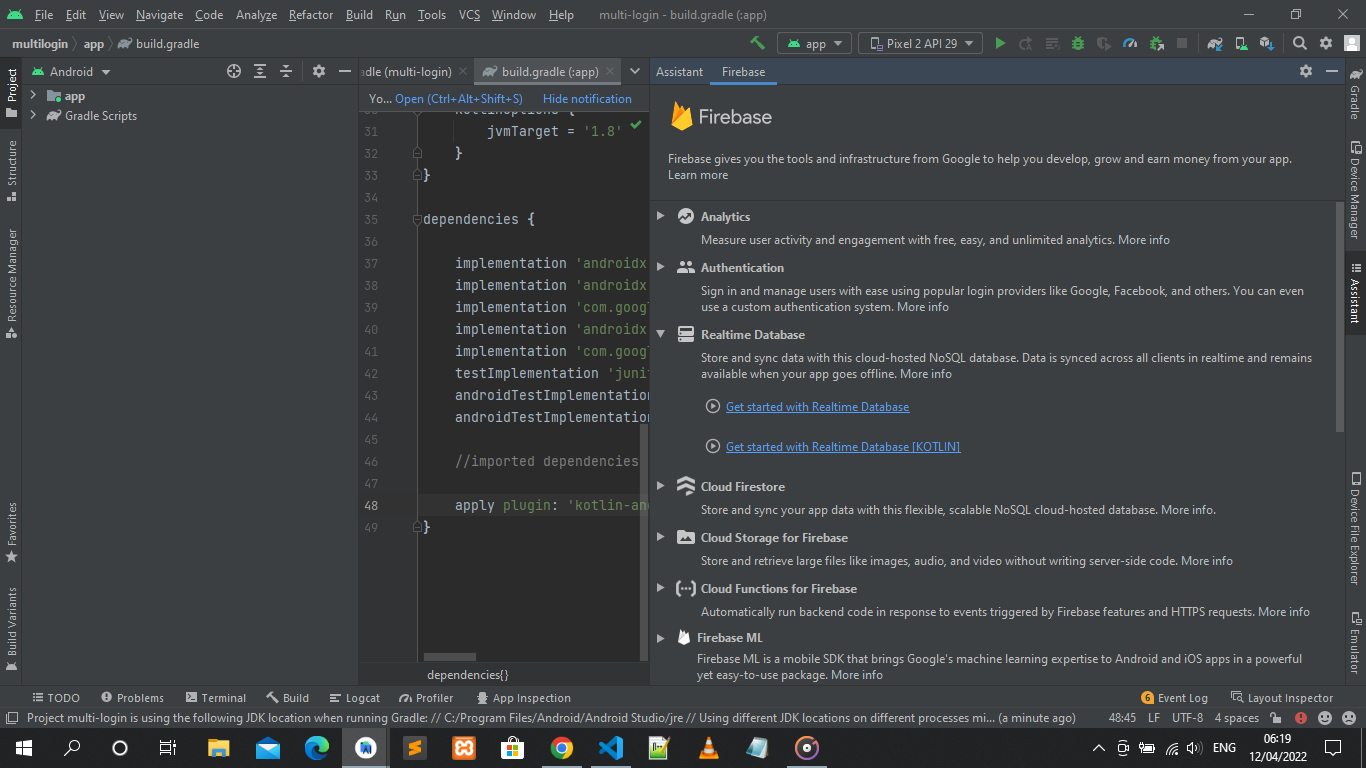 File Edit View Navigate Code Analyze Refactor Build Run Tools VCS Window Help multi-login - build.gradle (:app)
multilogin app build.gradle
app Pixel 2 API 29
Android
adle (multi-login) build.gradle (:app)
Assistant Firebase
Project
Structure
Resource Manager
Favorites
Build Variants
app
Gradle Scripts
Yo... Open (Ctrl+Alt+Shift+S) Hide notification
31 jvmTarget = '1.8'
32 }
33 }
34
35 dependencies {
36
37 implementation 'androidx
38 implementation 'androidx
39 implementation 'com.googl
40 implementation 'androidx
41 implementation 'com.googl
42 testImplementation 'junit
43 androidTestImplementation
44 androidTestImplementation
45
46 //imported dependencies
47
48 apply plugin: 'kotlin-and
49 }
dependencies{}
Firebase
Firebase gives you the tools and infrastructure from Google to help you develop, grow and earn money from your app.
Learn more
Analytics
Measure user activity and engagement with free, easy, and unlimited analytics. More info
Authentication
Sign in and manage users with ease using popular login providers like Google, Facebook, and others. You can even
use a custom authentication system. More info
Realtime Database
Store and sync data with this cloud-hosted NoSQL database. Data is synced across all clients in realtime and remains
available when your app goes offline. More info
Get started with Realtime Database
Get started with Realtime Database [KOTLIN]
Cloud Firestore
Store and sync your app data with this flexible, scalable NoSQL cloud-hosted database. More info.
Cloud Storage for Firebase
Store and retrieve large files like images, audio, and video without writing server-side code. More info
Cloud Functions for Firebase
Automatically run backend code in response to events triggered by Firebase features and HTTPS requests. More info
Firebase ML
Firebase ML is a mobile SDK that brings Google's machine learning expertise to Android and iOS apps in a powerful
yet easy-to-use package. More info
Gradle
Device Manager
Assistant
Device File Explorer
Emulator
TODO Problems Terminal Build Logcat Profiler App Inspection 6 Event Log Layout Inspector
Project multi-login is using the following JDK location when running Gradle: // C:/Program Files/Android/Android Studio/jre // Using different JDK locations on different processes mi... (a minute ago) 48:45 LF UTF-8 4 spaces
ENG
06:19
12/04/2022